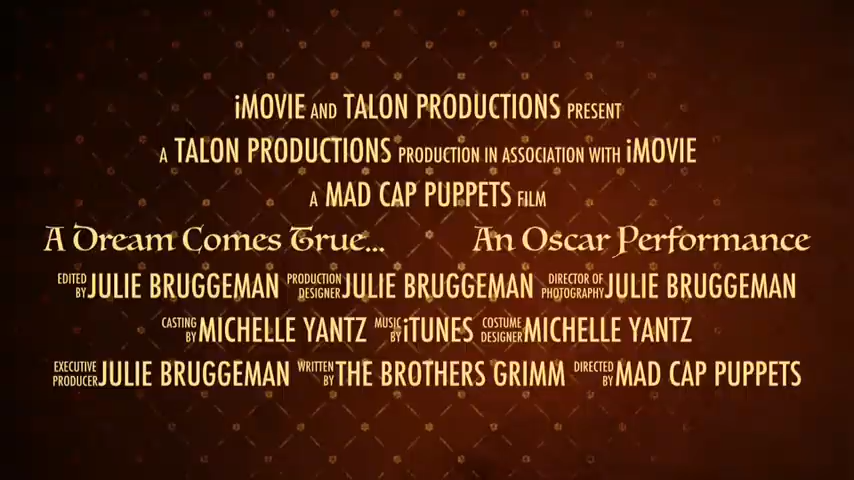 iMOVIE AND TALON PRODUCTIONS PRESENT
A TALON PRODUCTIONS PRODUCTION IN ASSOCIATION WITH iMOVIE
A MAD CAP PUPPETS FILM
A Dream Comes True... An Oscar Performance
EDITED BY JULIE BRUGGEMAN PRODUCTION DESIGNER JULIE BRUGGEMAN DIRECTOR OF PHOTOGRAPHY JULIE BRUGGEMAN
CASTING BY MICHELLE YANTZ MUSIC BY iTUNES COSTUME DESIGNER MICHELLE YANTZ
EXECUTIVE PRODUCER JULIE BRUGGEMAN WRITTEN BY THE BROTHERS GRIMM DIRECTED BY MAD CAP PUPPETS